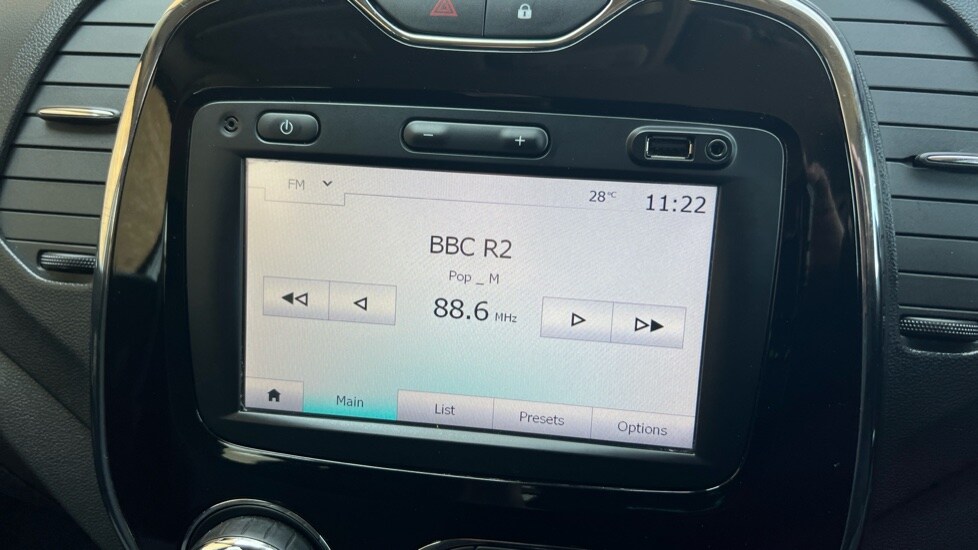 FM
28°C 11:22
BBC R2
Pop _ M
88.6 MHz
Main List Presets Options